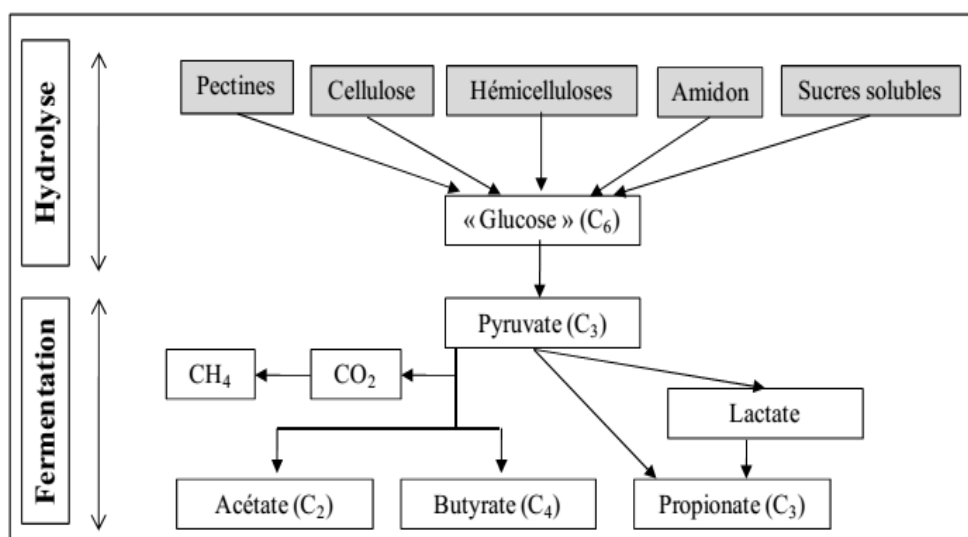 Hydrolyse
Pectines
Cellulose
Hémicelluloses
Amidon
Sucres solubles
« Glucose » (C₆)
Fermentation
Pyruvate (C₃)
CH₄
CO₂
Lactate
Acétate (C₂)
Butyrate (C₄)
Propionate (C₃)